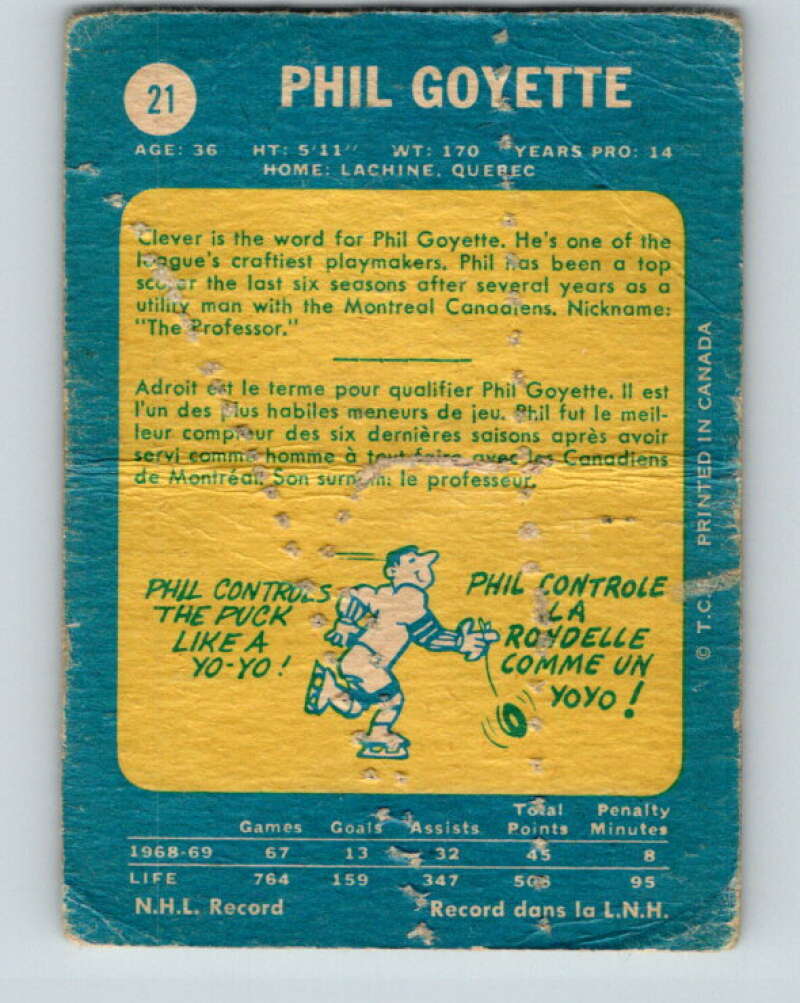 21
PHIL GOYETTE
AGE: 36 HT: 5'11" WT: 170 YEARS PRO: 14
HOME: LACHINE, QUEBEC
Clever is the word for Phil Goyette. He's one of the
league's craftiest playmakers. Phil has been a top
scorer the last six seasons after several years as a
utility man with the Montreal Canadiens. Nickname:
"The Professor."
Adroit est le terme pour qualifier Phil Goyette. Il est
l'un des plus habiles meneurs de jeu. Phil fut le meil-
leur compteur des six dernières saisons après avoir
servi comme homme à tout faire avec les Canadiens
de Montréal. Son surnom: le professeur.
PHIL CONTROLS
THE PUCK
LIKE A
YO-YO!
PHIL CONTROLE
LA
RONDELLE
COMME UN
YOYO!
© T.C.G. PRINTED IN CANADA
Games Goals Assists Total Points Penalty Minutes
1968-69 67 13 32 45 8
LIFE 764 159 347 506 95
N.H.L. Record Record dans la L.N.H.